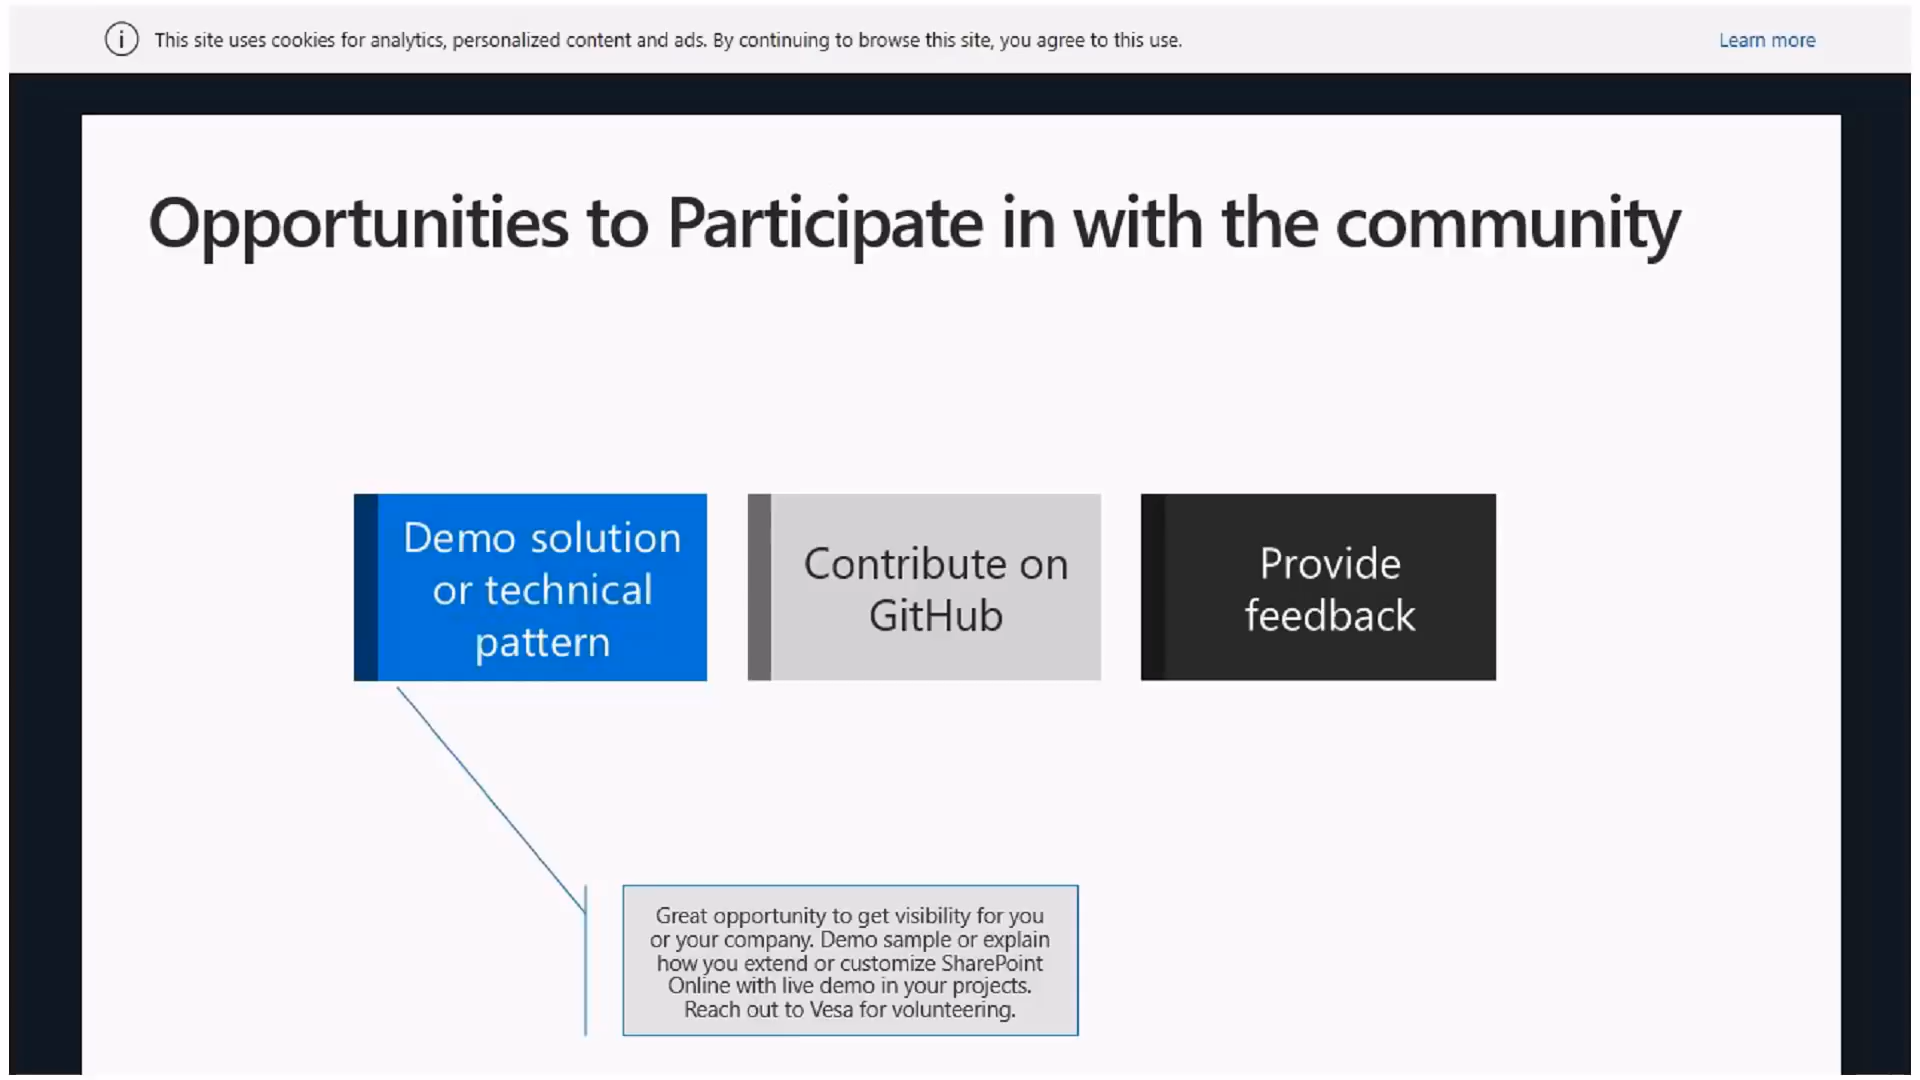 This site uses cookies for analytics, personalized content and ads. By continuing to browse this site, you agree to this use.
Learn more
Opportunities to Participate in with the community
Demo solution
or technical
pattern
Contribute on
GitHub
Provide
feedback
Great opportunity to get visibility for you
or your company. Demo sample or explain
how you extend or customize SharePoint
Online with live demo in your projects.
Reach out to Vesa for volunteering.